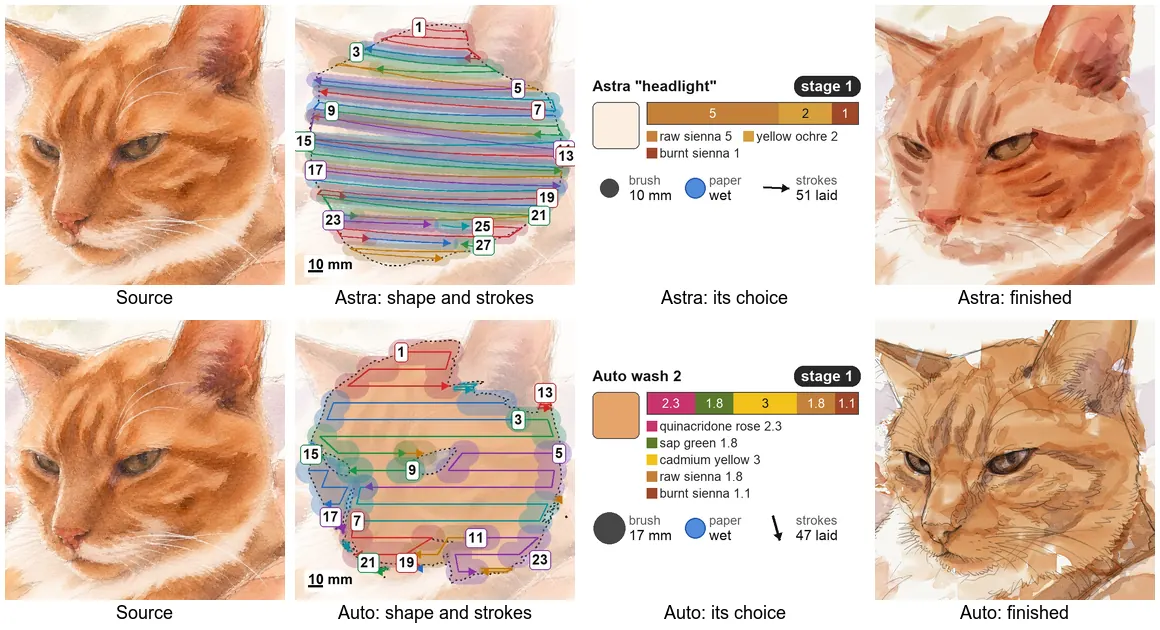 1
3
5
7
9
15
13
17
19
23
21
25
27
10 mm
Astra "headlight"
stage 1
5 2 1
raw sienna 5 yellow ochre 2
burnt sienna 1
brush
10 mm
paper
wet
strokes
51 laid
Source
Astra: shape and strokes
Astra: its choice
Astra: finished
1
13
3
15
5
9
17
7
11
21
19
23
10 mm
Auto wash 2
stage 1
2.3 1.8 3 1.8 1.1
quinacridone rose 2.3
sap green 1.8
cadmium yellow 3
raw sienna 1.8
burnt sienna 1.1
brush
17 mm
paper
wet
strokes
47 laid
Source
Auto: shape and strokes
Auto: its choice
Auto: finished